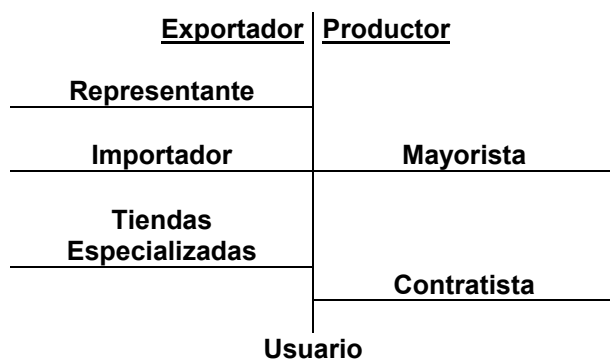 Exportador Productor
Representante
Importador Mayorista
Tiendas
Especializadas
Contratista
Usuario